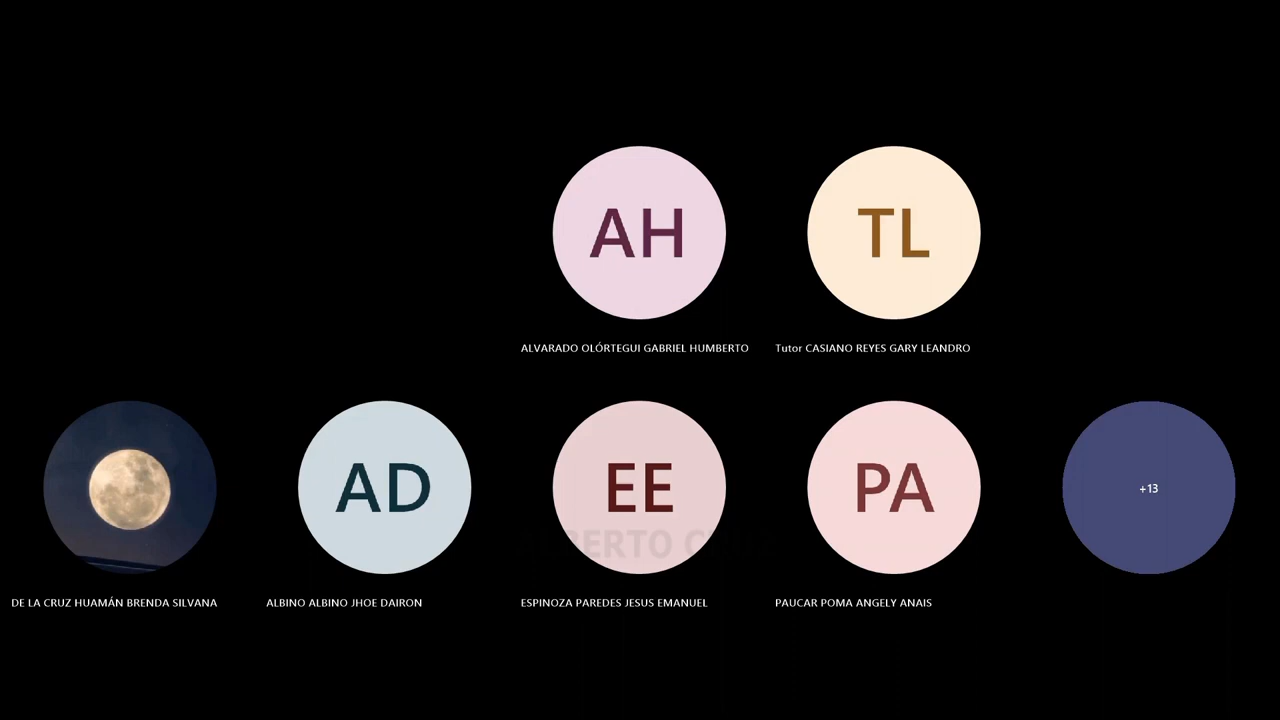 AH
TL
ALVARADO OLÓRTEGUI GABRIEL HUMBERTO
Tutor CASIANO REYES GARY LEANDRO
AD
EE
PA
+13
DE LA CRUZ HUAMÁN BRENDA SILVANA
ALBINO ALBINO JHOE DAIRON
ESPINOZA PAREDES JESUS EMANUEL
PAUCAR POMA ANGELY ANAIS